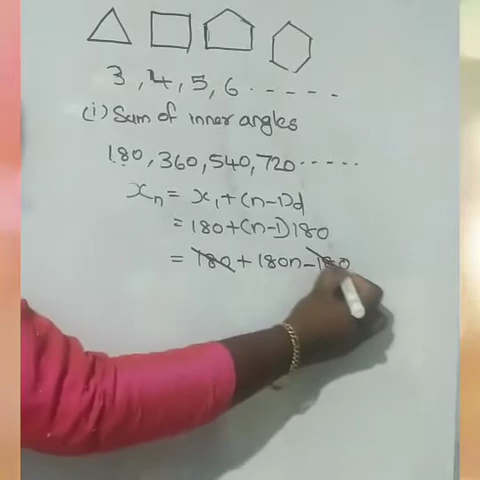 3, 4, 5, 6 . - - - - -
(i) Sum of inner angles
180, 360, 540, 720 . . - - - -
xₙ = x₁ + (n-1)d
= 180 + (n-1) 180
= 180 + 180n - 180